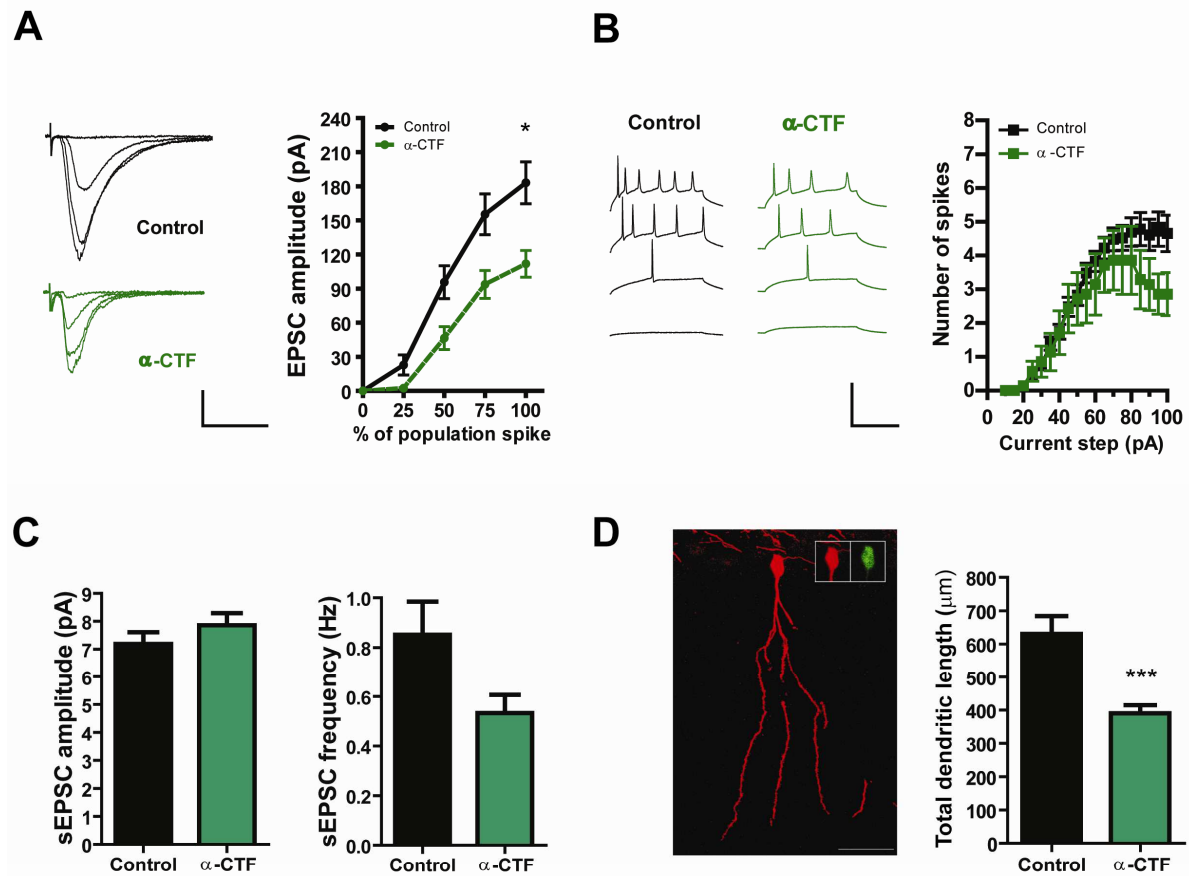 A
Control
α-CTF
EPSC amplitude (pA)
240
210
180
150
120
90
60
30
0
Control
α-CTF
*
0 25 50 75 100
% of population spike
B
Control
α-CTF
Number of spikes
8
7
6
5
4
3
2
1
0
Control
α -CTF
0 20 40 60 80 100
Current step (pA)
C
sEPSC amplitude (pA)
9
8
7
6
5
4
3
2
1
0
Control α-CTF
sEPSC frequency (Hz)
1.0
0.8
0.6
0.4
0.2
0.0
Control α-CTF
D
Total dendritic length (μm)
800
700
600
500
400
300
200
100
0
***
Control α-CTF